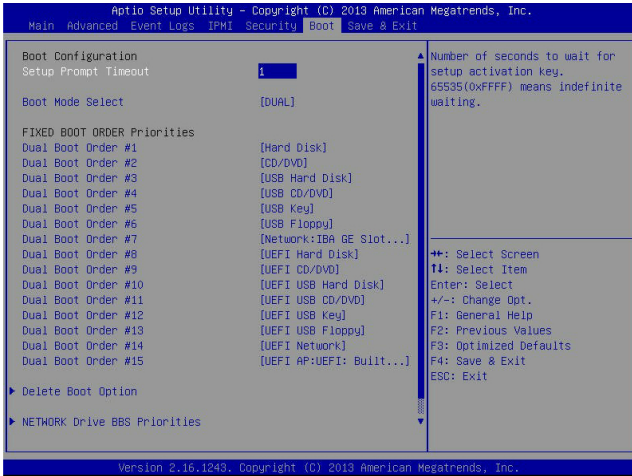 Aptio Setup Utility – Copyright (C) 2013 American Megatrends, Inc.
Main Advanced Event Logs IPMI Security Boot Save & Exit
Boot Configuration
Setup Prompt Timeout 1
Boot Mode Select [DUAL]
FIXED BOOT ORDER Priorities
Dual Boot Order #1 [Hard Disk]
Dual Boot Order #2 [CD/DVD]
Dual Boot Order #3 [USB Hard Disk]
Dual Boot Order #4 [USB CD/DVD]
Dual Boot Order #5 [USB Key]
Dual Boot Order #6 [USB Floppy]
Dual Boot Order #7 [Network:IBA GE Slot...]
Dual Boot Order #8 [UEFI Hard Disk]
Dual Boot Order #9 [UEFI CD/DVD]
Dual Boot Order #10 [UEFI USB Hard Disk]
Dual Boot Order #11 [UEFI USB CD/DVD]
Dual Boot Order #12 [UEFI USB Key]
Dual Boot Order #13 [UEFI USB Floppy]
Dual Boot Order #14 [UEFI Network]
Dual Boot Order #15 [UEFI AP:UEFI: Built...]
Delete Boot Option
NETWORK Drive BBS Priorities
Number of seconds to wait for
setup activation key.
65535(0xFFFF) means indefinite
waiting.
→←: Select Screen
↑↓: Select Item
Enter: Select
+/-: Change Opt.
F1: General Help
F2: Previous Values
F3: Optimized Defaults
F4: Save & Exit
ESC: Exit
Version 2.16.1243. Copyright (C) 2013 American Megatrends, Inc.